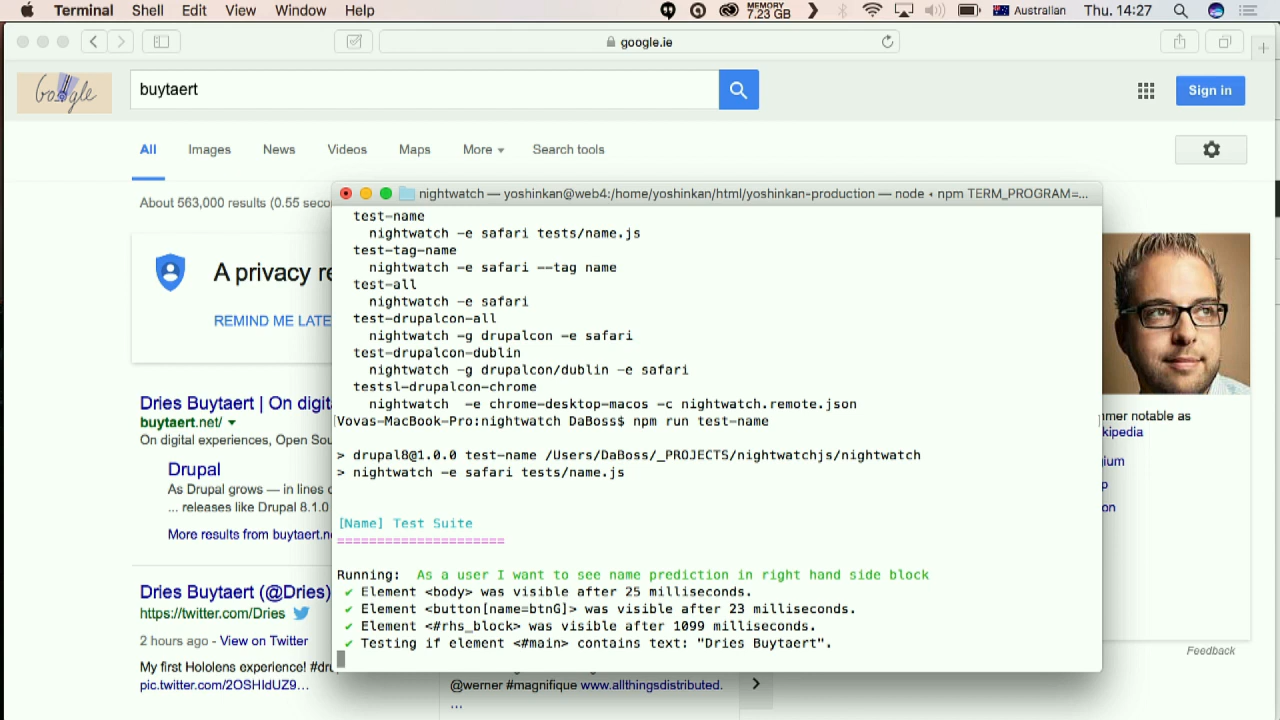 Terminal Shell Edit View Window Help MEMORY 7.23 GB Australian Thu. 14:27
google.ie
Google
buytaert
Sign in
All Images News Videos Maps More Search tools
About 563,000 results (0.55 seco
A privacy re
REMIND ME LATE
Dries Buytaert | On digit
buytaert.net/
On digital experiences, Open Sou
Drupal
As Drupal grows — in lines o
... releases like Drupal 8.1.0
More results from buytaert.ne
Dries Buytaert (@Dries)
https://twitter.com/Dries
2 hours ago - View on Twitter
My first Hololens experience! #dru
pic.twitter.com/2OSHIdUZ9…
nightwatch — yoshinkan@web4:/home/yoshinkan/html/yoshinkan-production — node ◂ npm TERM_PROGRAM=...
test-name
nightwatch -e safari tests/name.js
test-tag-name
nightwatch -e safari --tag name
test-all
nightwatch -e safari
test-drupalcon-all
nightwatch -g drupalcon -e safari
test-drupalcon-dublin
nightwatch -g drupalcon/dublin -e safari
testsl-drupalcon-chrome
nightwatch  -e chrome-desktop-macos -c nightwatch.remote.json
[Vovas-MacBook-Pro:nightwatch DaBoss$ npm run test-name ]
> drupal8@1.0.0 test-name /Users/DaBoss/_PROJECTS/nightwatchjs/nightwatch
> nightwatch -e safari tests/name.js
[Name] Test Suite
=====================
Running:  As a user I want to see name prediction in right hand side block
✔ Element <body> was visible after 25 milliseconds.
✔ Element <button[name=btnG]> was visible after 23 milliseconds.
✔ Element <#rhs_block> was visible after 1099 milliseconds.
✔ Testing if element <#main> contains text: "Dries Buytaert".
@werner #magnifique www.allthingsdistributed.
…
mmer notable as
kipedia
gium
p
on
Feedback